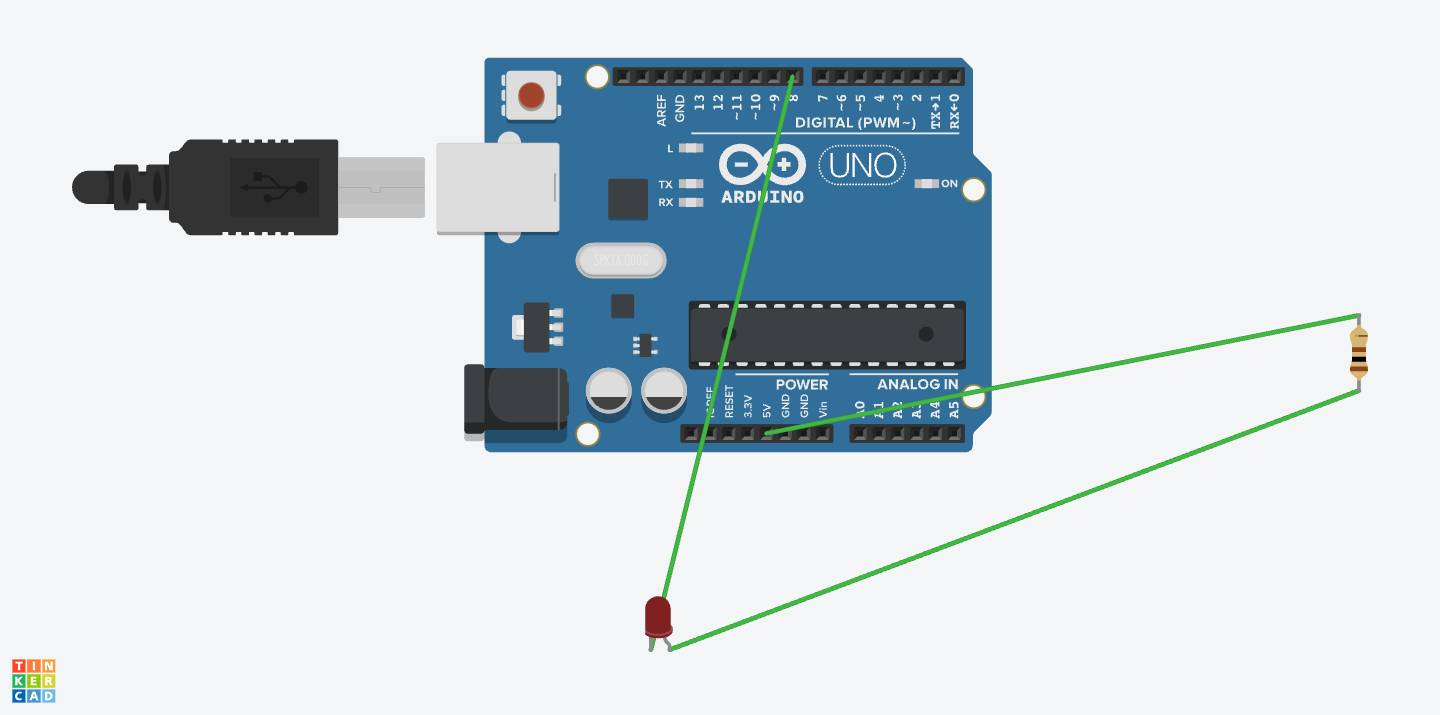 AREF
GND
13
12
~11
~10
~9
8
7
~6
~5
4
~3
2
TX→1
RX←0
DIGITAL (PWM~)
L
TX
RX
UNO
ARDUINO
ON
SPK16.000G
POWER
ANALOG IN
RESET
3.3V
5V
GND
GND
Vin
A0
A1
A2
A3
A4
A5
TIN
KER
CAD